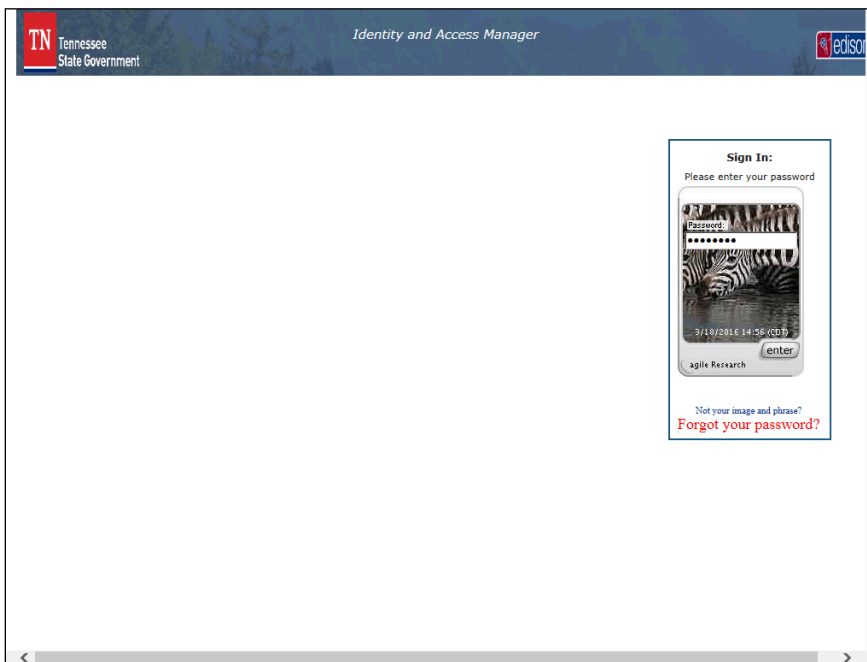 TN Tennessee
State Government
Identity and Access Manager
edison
Sign In:
Please enter your password
Password:
••••••••
3/18/2016 14:56 (CDT)
enter
agile Research
Not your image and phrase?
Forgot your password?